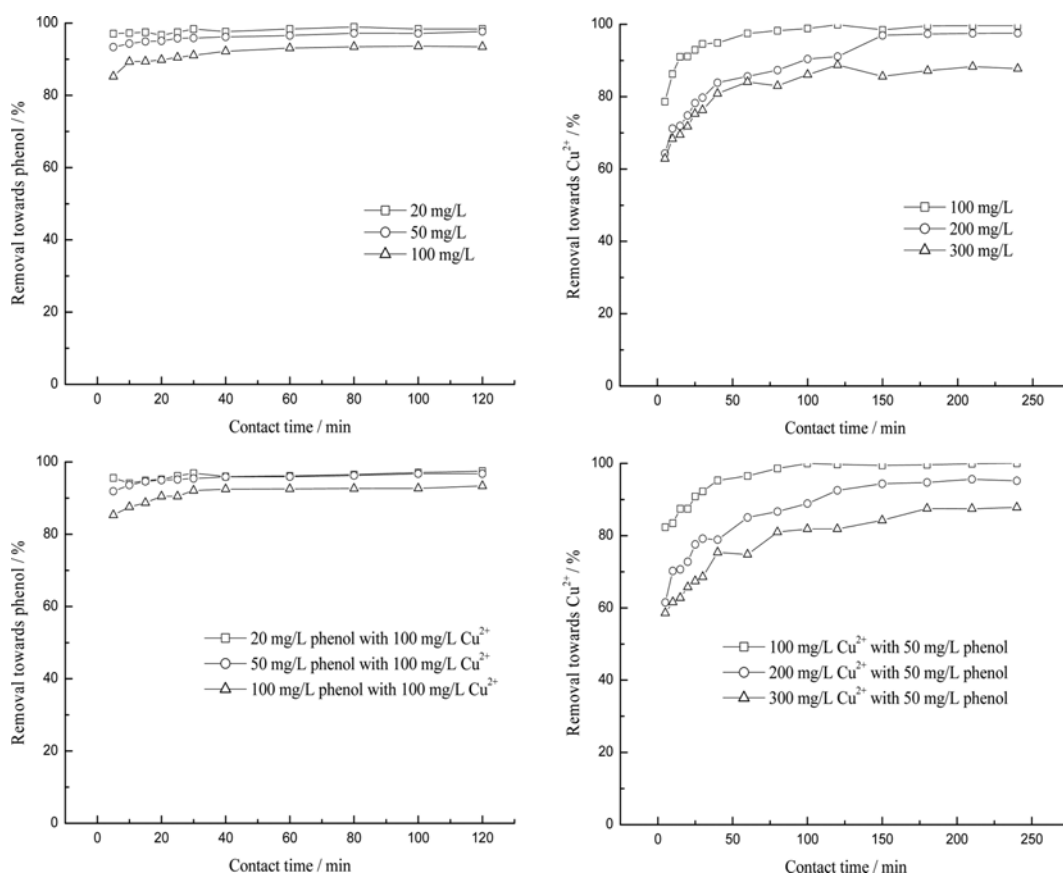 Removal towards phenol / %
100
80
60
40
20
0
20 mg/L
50 mg/L
100 mg/L
0 20 40 60 80 100 120
Contact time / min
Removal towards Cu²⁺ / %
100
80
60
40
20
0
100 mg/L
200 mg/L
300 mg/L
0 50 100 150 200 250
Contact time / min
Removal towards phenol / %
100
80
60
40
20
0
20 mg/L phenol with 100 mg/L Cu²⁺
50 mg/L phenol with 100 mg/L Cu²⁺
100 mg/L phenol with 100 mg/L Cu²⁺
0 20 40 60 80 100 120
Contact time / min
Removal towards Cu²⁺ / %
100
80
60
40
20
0
100 mg/L Cu²⁺ with 50 mg/L phenol
200 mg/L Cu²⁺ with 50 mg/L phenol
300 mg/L Cu²⁺ with 50 mg/L phenol
0 50 100 150 200 250
Contact time / min